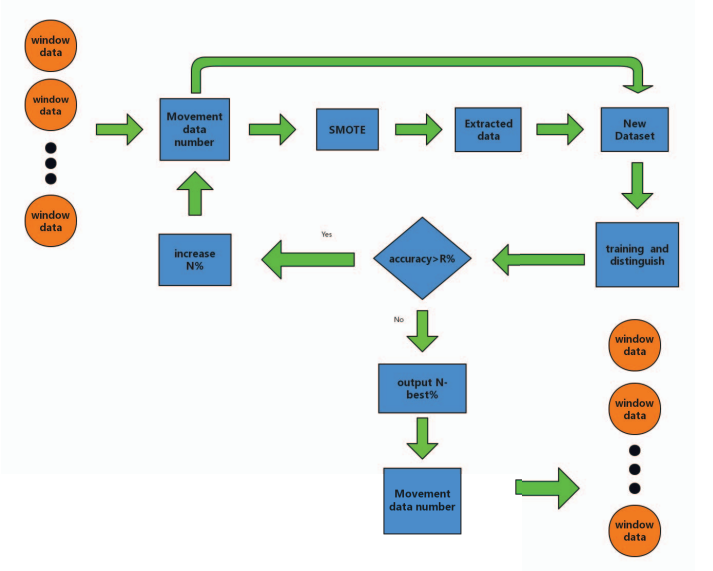 window
data
window
data
window
data
Movement
data
number
SMOTE
Extracted
data
New
Dataset
training and
distinguish
accuracy>R%
Yes
increase
N%
No
output N-
best%
Movement
data number
window
data
window
data
window
data